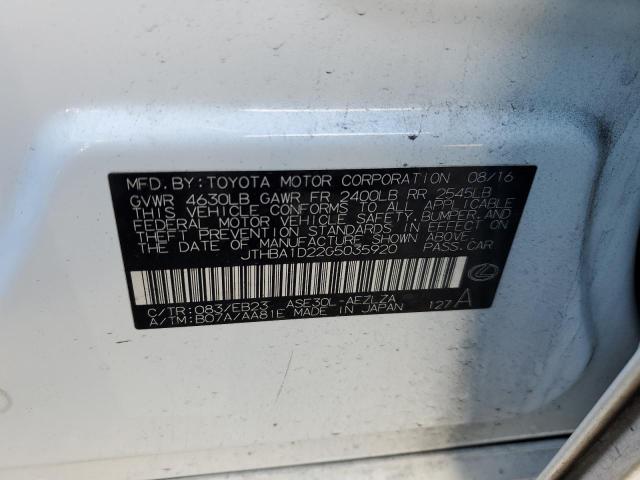 MFD. BY: TOYOTA MOTOR CORPORATION 08/16
GVWR 4630LB GAWR FR 2400LB RR 2545LB
THIS VEHICLE CONFORMS TO ALL APPLICABLE
FEDERAL MOTOR VEHICLE SAFETY, BUMPER, AND
THEFT PREVENTION STANDARDS IN EFFECT ON
THE DATE OF MANUFACTURE SHOWN ABOVE.
JTHBA1D22G5035920 PASS. CAR
C/TR: 083/EB23 ASE30L-AEZLZA
A/TM: B07A/AA81E MADE IN JAPAN 127 A